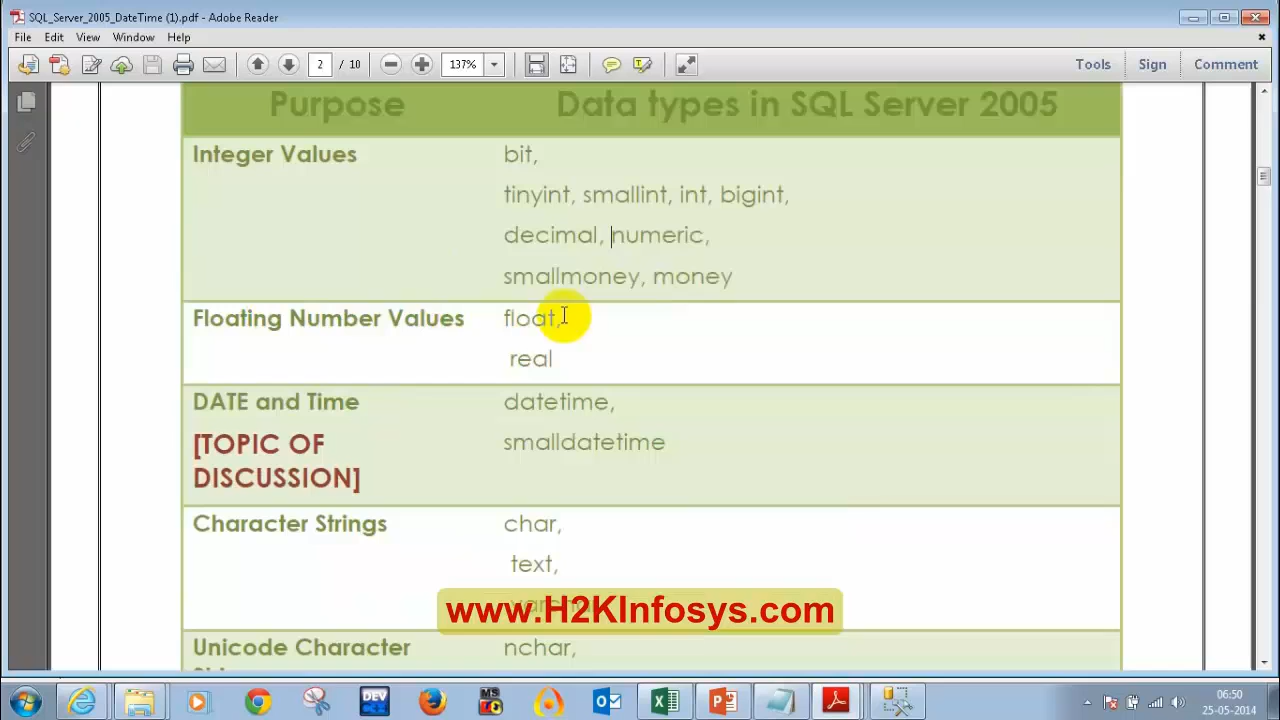 SQL_Server_2005_DateTime (1).pdf - Adobe Reader
File Edit View Window Help
2 / 10 137% Tools Sign Comment
Purpose Data types in SQL Server 2005
Integer Values bit,
tinyint, smallint, int, bigint,
decimal, numeric,
smallmoney, money
Floating Number Values float,
real
DATE and Time datetime,
[TOPIC OF smalldatetime
DISCUSSION]
Character Strings char,
text,
www.H2KInfosys.com
Unicode Character nchar,
DEV MS
06:50
25-05-2014